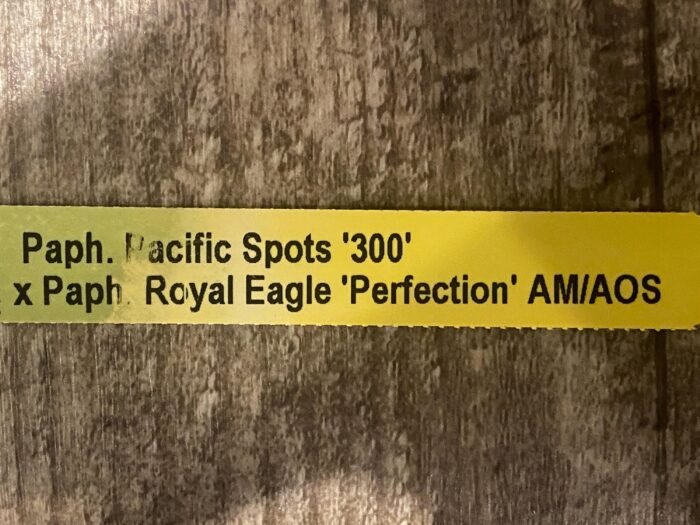 Paph. Pacific Spots '300'
x Paph. Royal Eagle 'Perfection' AM/AOS